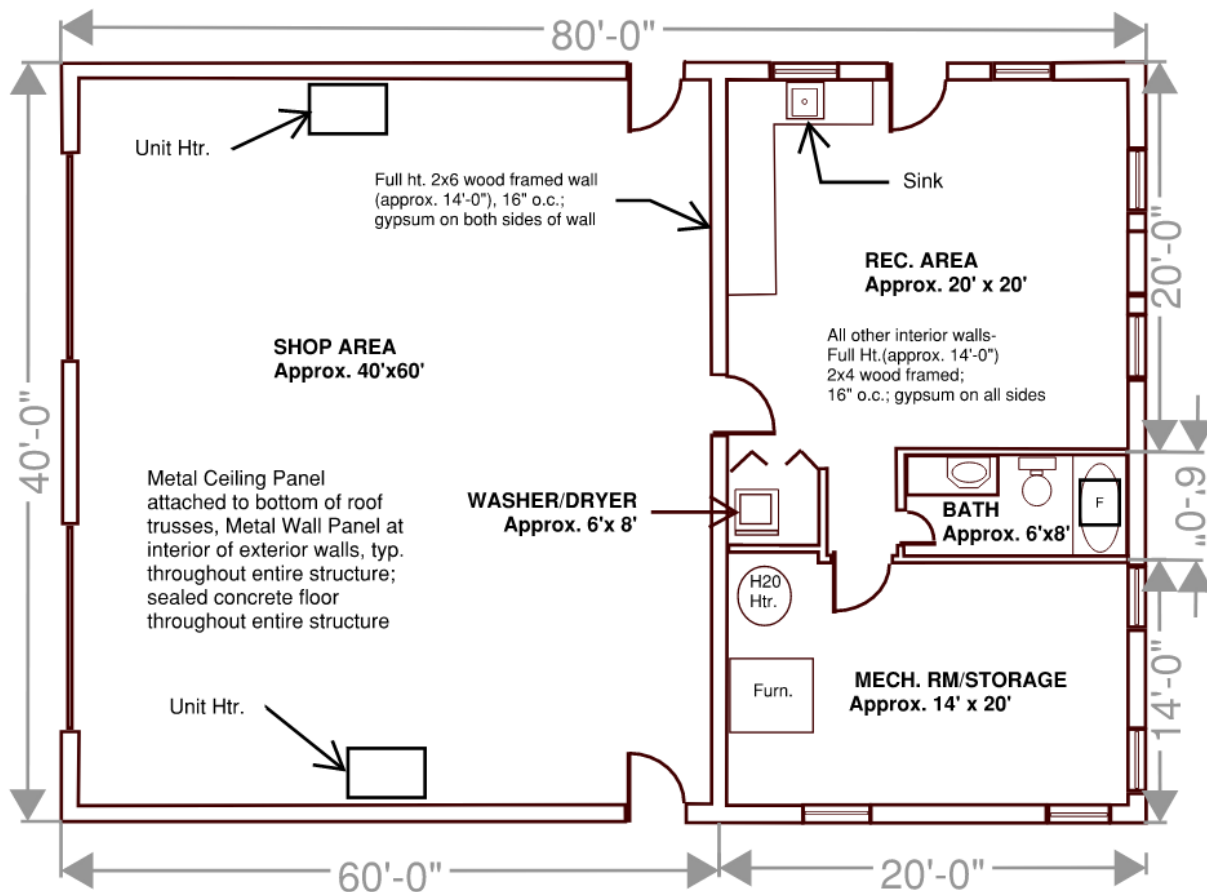 80'-0"
Unit Htr.
Full ht. 2x6 wood framed wall
(approx. 14'-0"), 16" o.c.;
gypsum on both sides of wall
Sink
REC. AREA
Approx. 20' x 20'
20'-0"
All other interior walls-
Full Ht.(approx. 14'-0")
2x4 wood framed;
16" o.c.; gypsum on all sides
SHOP AREA
Approx. 40'x60'
40'-0"
Metal Ceiling Panel
attached to bottom of roof
trusses, Metal Wall Panel at
interior of exterior walls, typ.
throughout entire structure;
sealed concrete floor
throughout entire structure
WASHER/DRYER
Approx. 6'x 8'
BATH
Approx. 6'x8'
F
6'-0"
H20
Htr.
Furn.
MECH. RM/STORAGE
Approx. 14' x 20'
14'-0"
Unit Htr.
60'-0"
20'-0"